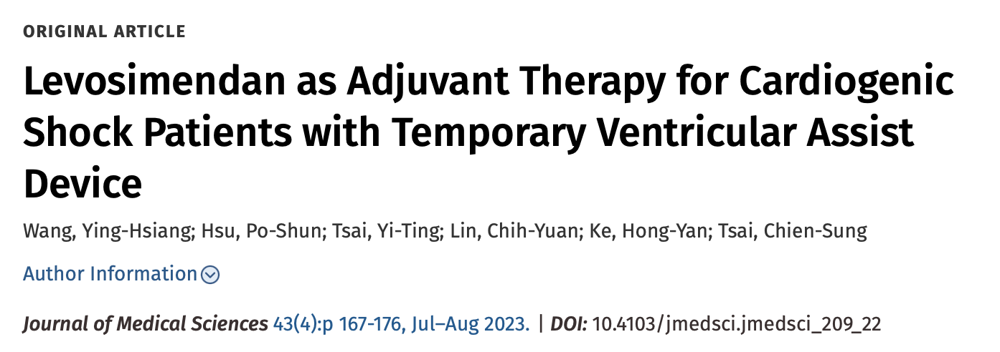 ORIGINAL ARTICLE
Levosimendan as Adjuvant Therapy for Cardiogenic
Shock Patients with Temporary Ventricular Assist
Device
Wang, Ying-Hsiang; Hsu, Po-Shun; Tsai, Yi-Ting; Lin, Chih-Yuan; Ke, Hong-Yan; Tsai, Chien-Sung
Author Information
Journal of Medical Sciences 43(4):p 167-176, Jul–Aug 2023. | DOI: 10.4103/jmedsci.jmedsci_209_22